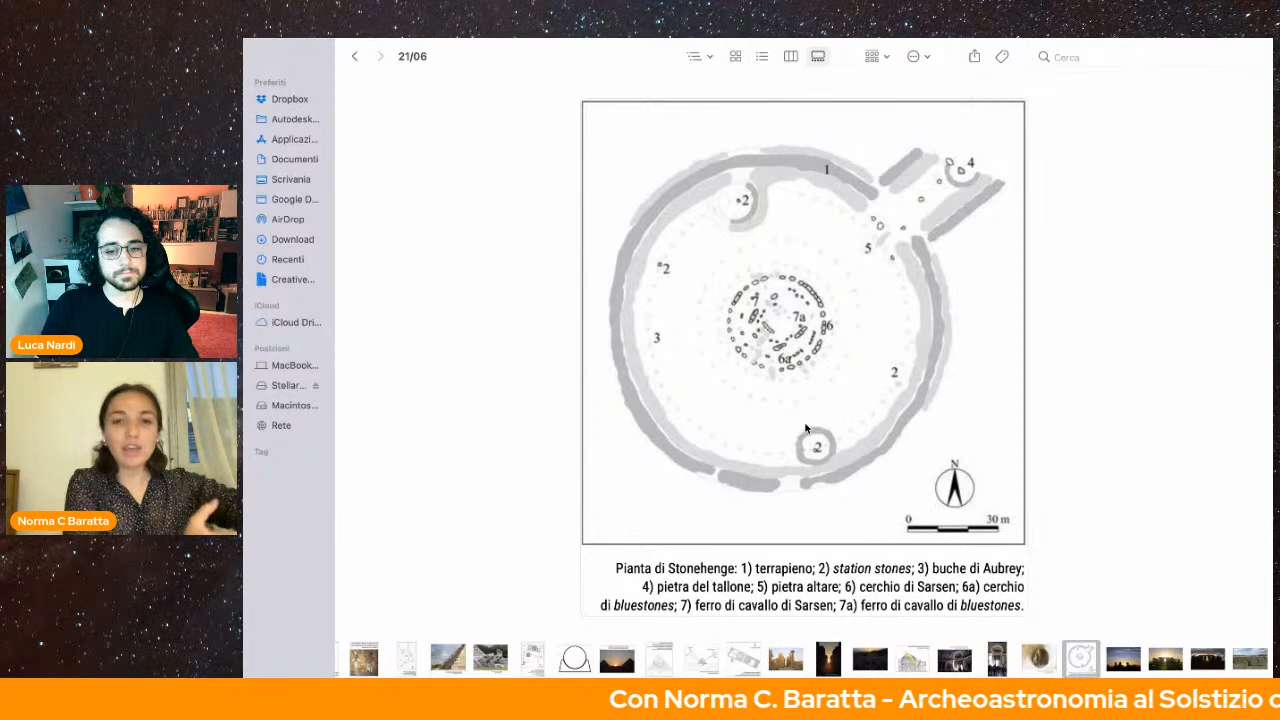 21/06
Cerca
Preferiti
Dropbox
Autodesk...
Applicazi...
Documenti
Scrivania
Google D...
AirDrop
Download
Recenti
Creative...
iCloud
iCloud Dri...
Posizioni
MacBook...
Stellar...
Macintos...
Rete
Tag
Luca Nardi
Norma C Baratta
1
4
2
5
2
3
7
7a
6
6a
2
2
N
0 30 m
Pianta di Stonehenge: 1) terrapieno; 2) station stones; 3) buche di Aubrey;
4) pietra del tallone; 5) pietra altare; 6) cerchio di Sarsen; 6a) cerchio
di bluestones; 7) ferro di cavallo di Sarsen; 7a) ferro di cavallo di bluestones.
Con Norma C. Baratta - Archeoastronomia al Solstizio